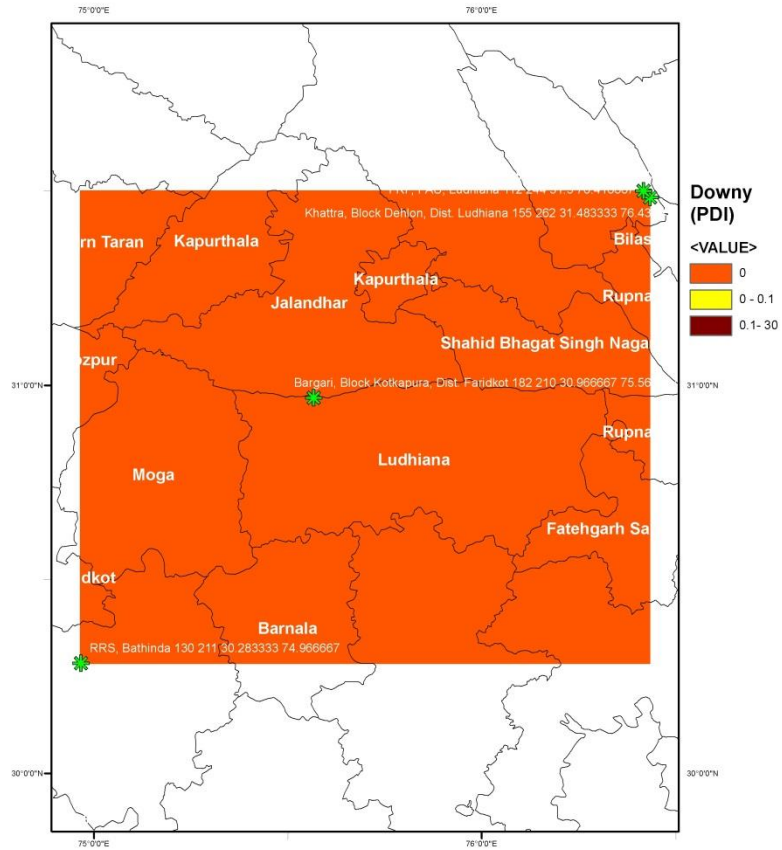 75°0'0"E 76°0'0"E
Khattra, Block Dehlon, Dist. Ludhiana 155 262 31.483333 76.43
rn Taran
Kapurthala
Bilas
Kapurthala
Jalandhar
Rupna
Shahid Bhagat Singh Naga
ozpur
Bargari, Block Kotkapura, Dist. Faridkot 182 210 30.966667 75.56
31°0'0"N 31°0'0"N
Rupna
Ludhiana
Moga
Fatehgarh Sa
dkot
Barnala
RRS, Bathinda 130 211 30.283333 74.966667
30°0'0"N 30°0'0"N
75°0'0"E 76°0'0"E
Downy
(PDI)
<VALUE>
0
0 - 0.1
0.1- 30